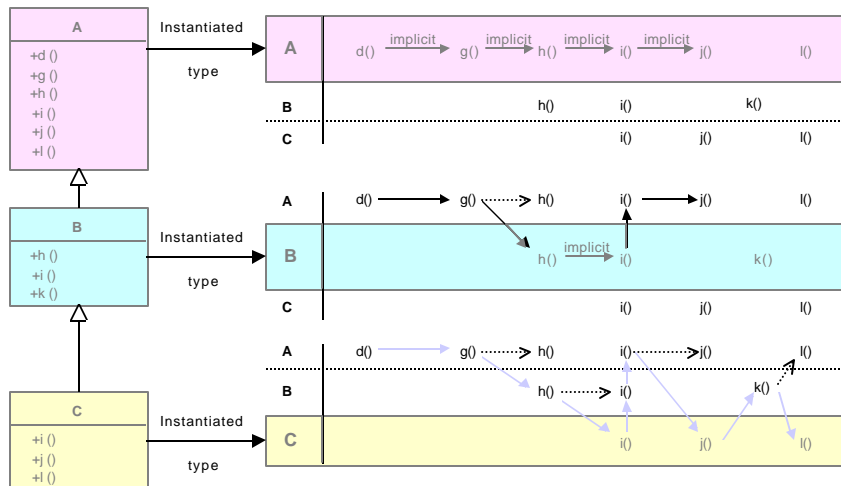 A
+d ()
+g ()
+h ()
+i ()
+j ()
+l ()
Instantiated
type
A d() implicit g() implicit h() implicit i() implicit j() l()
B h() i() k()
C i() j() l()
A d() g() h() i() j() l()
B
+h ()
+i ()
+k ()
Instantiated
type
B h() implicit i() k()
C i() j() l()
A d() g() h() i() j() l()
B h() i() k()
C
+i ()
+j ()
+l ()
Instantiated
type
C i() j() l()